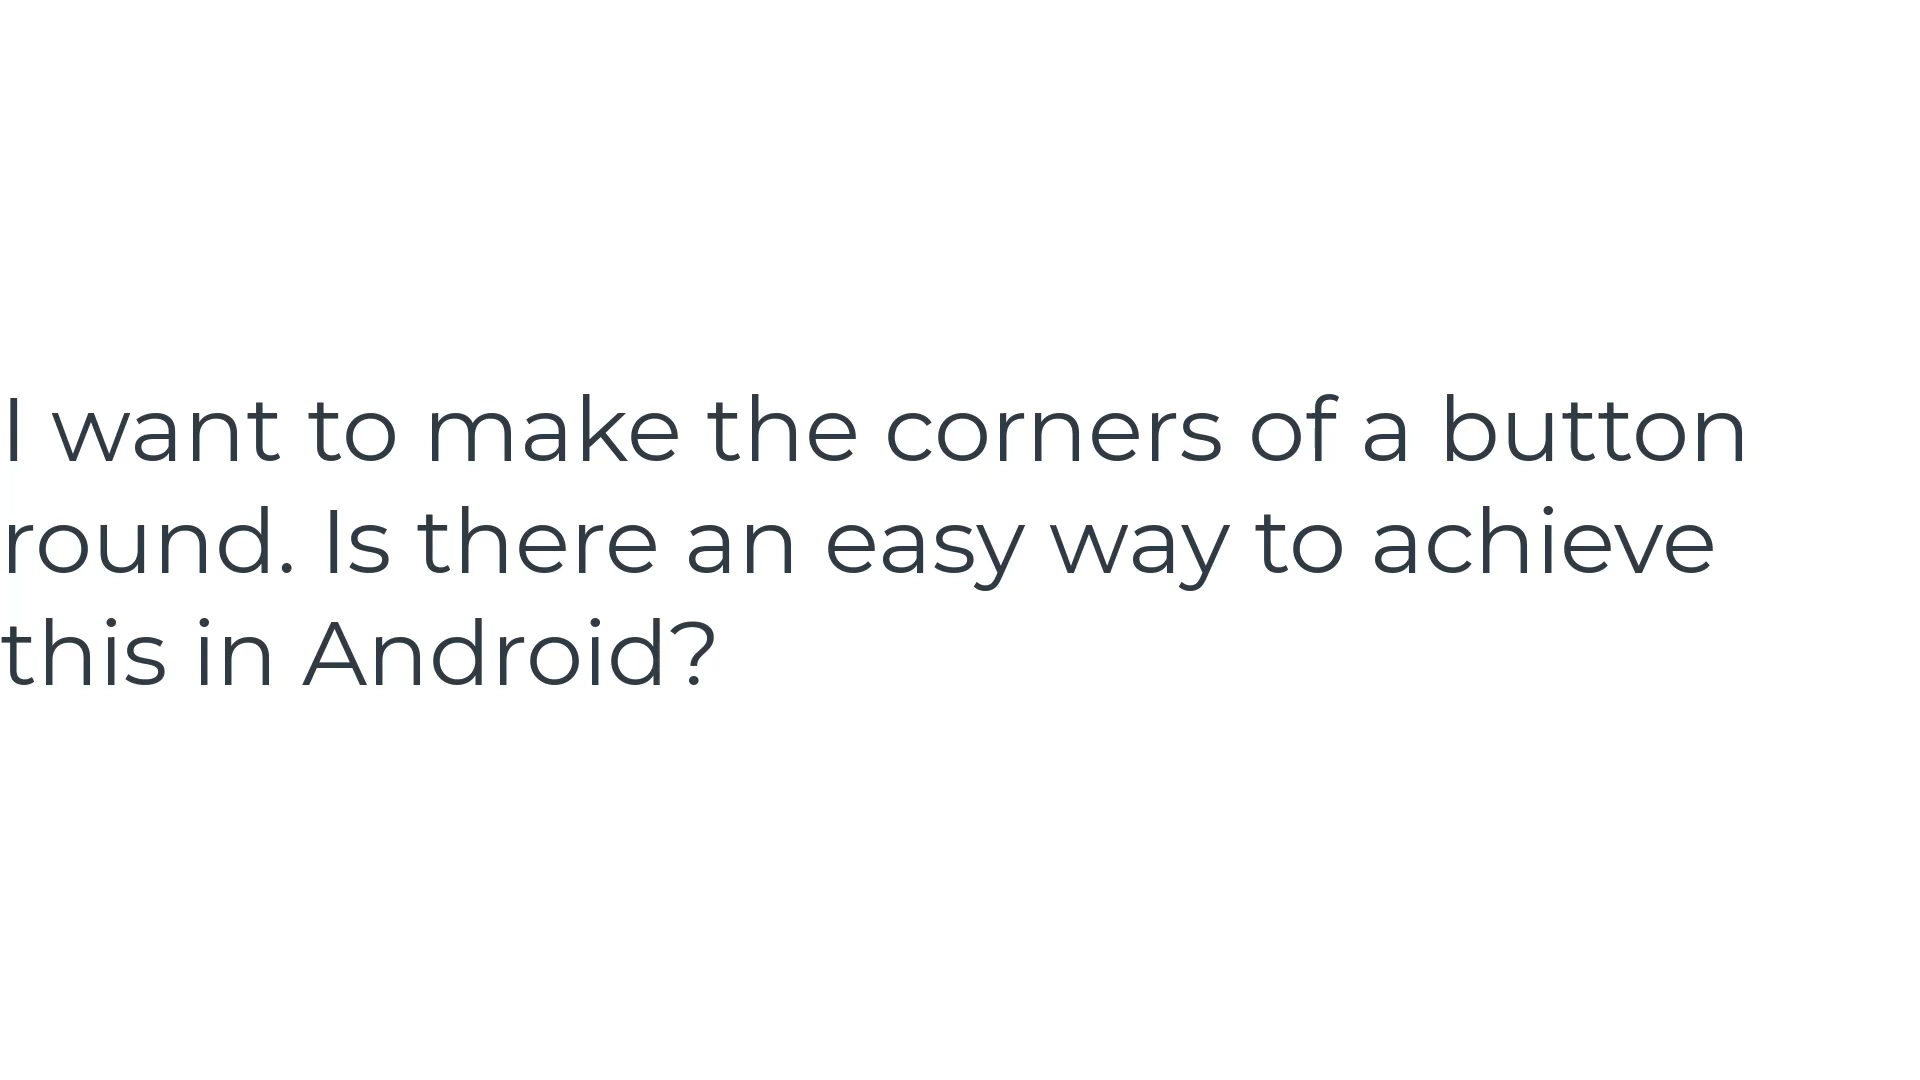 I want to make the corners of a button
round. Is there an easy way to achieve
this in Android?